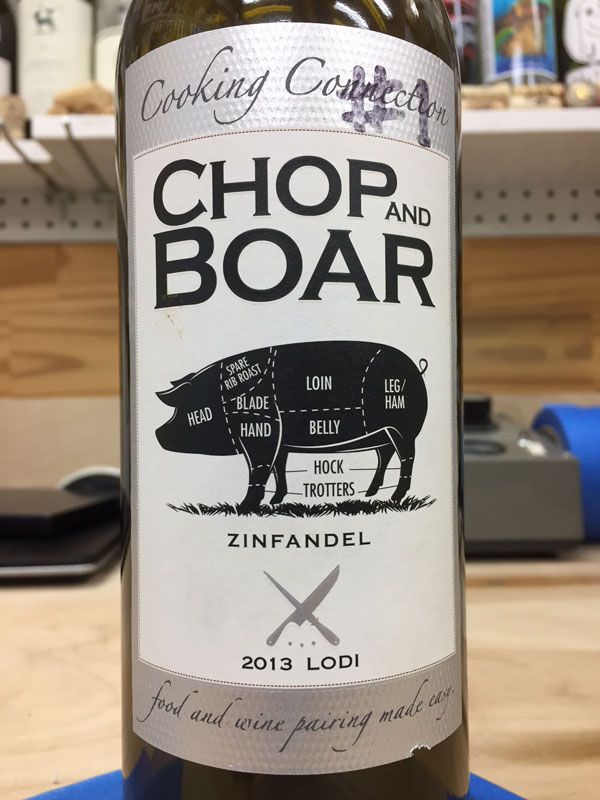 Cooking Connection
#1
CHOP AND
BOAR
SPARE
RIB ROAST
LOIN
LEG/
HAM
HEAD
BLADE
HAND
BELLY
HOCK
TROTTERS
ZINFANDEL
2013 LODI
food and wine pairing made easy.